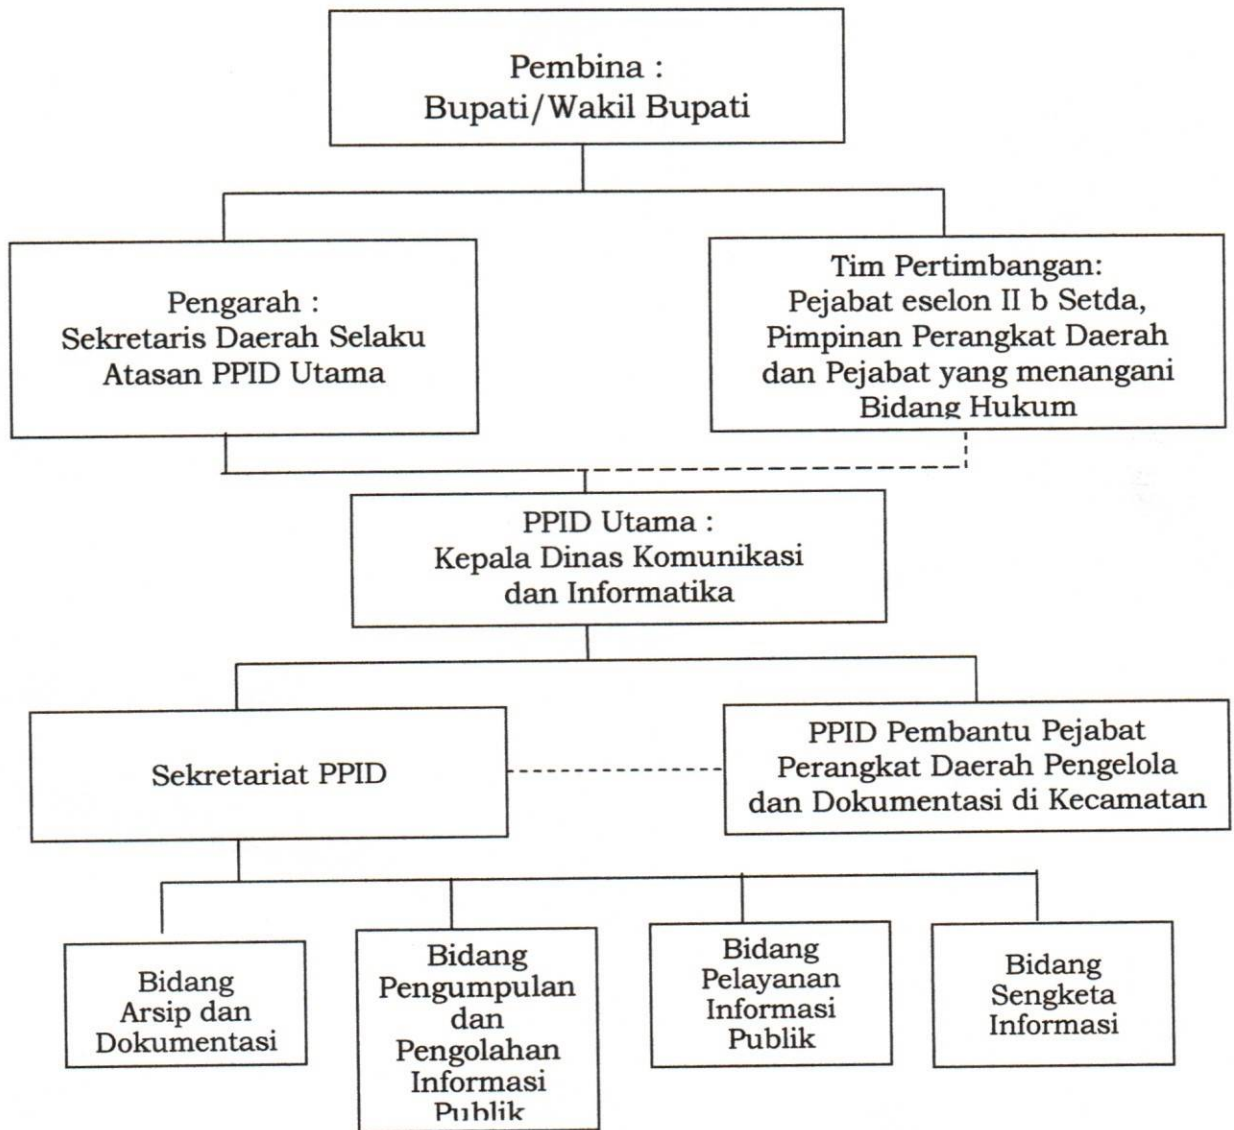 Pembina :
Bupati/Wakil Bupati
Pengarah :
Sekretaris Daerah Selaku
Atasan PPID Utama
Tim Pertimbangan:
Pejabat eselon II b Setda,
Pimpinan Perangkat Daerah
dan Pejabat yang menangani
Bidang Hukum
PPID Utama :
Kepala Dinas Komunikasi
dan Informatika
Sekretariat PPID
PPID Pembantu Pejabat
Perangkat Daerah Pengelola
dan Dokumentasi di Kecamatan
Bidang
Arsip dan
Dokumentasi
Bidang
Pengumpulan
dan
Pengolahan
Informasi
Publik
Bidang
Pelayanan
Informasi
Publik
Bidang
Sengketa
Informasi